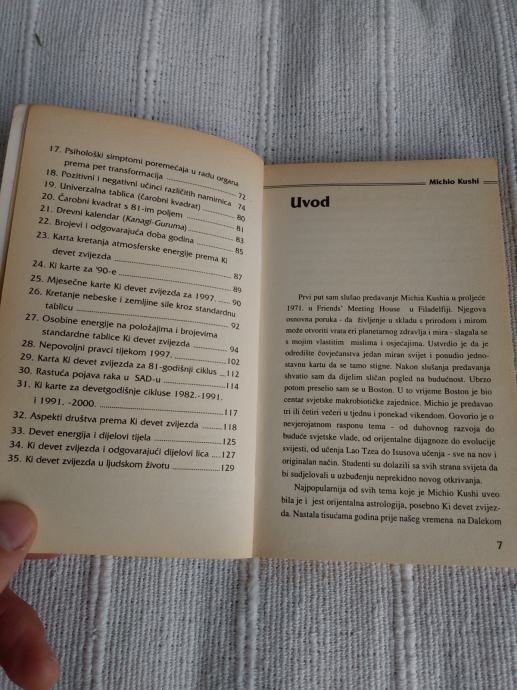 17. Psihološki simptomi poremećaja u radu organa
prema pet transformacija 72
18. Pozitivni i negativni učinci različitih namirnica 74
19. Univerzalna tablica (čarobni kvadrat) 80
20. Čarobni kvadrat s 81-im poljem 81
21. Drevni kalendar (Kanagi-Guruma) 83
22. Brojevi i odgovarajuća doba godina 85
23. Karta kretanja atmosferske energije prema Ki
devet zvijezda 87
24. Ki karte za '90-e 89
25. Mjesečne karte Ki devet zvijezda za 1997. 90
26. Kretanje nebeske i zemljine sile kroz standardnu
tablicu 92
27. Osobine energije na položajima i brojevima
standardne tablice Ki devet zvijezda 94
28. Nepovoljni pravci tijekom 1997. 102
29. Karta Ki devet zvijezda za 81-godišnji ciklus 112
30. Rastuća pojava raka u SAD-u 114
31. Ki karte za devetgodišnje cikluse 1982.-1991.
i 1991. -2000. 117
32. Aspekti društva prema Ki devet zvijezda 118
33. Devet energija i dijelovi tijela 125
34. Ki devet zvijezda i odgovarajući dijelovi lica 127
35. Ki devet zvijezda u ljudskom životu 129
Michio Kushi
Uvod
Prvi put sam slušao predavanje Michia Kushia u proljeće
1971. u Friends' Meeting House u Filadelfiji. Njegova
osnovna poruka - da življenje u skladu s prirodom i mirom
može otvoriti vrata eri planetarnog zdravlja i mira - slagala se
s mojim vlastitim mislima i osjećajima. Ustvrdio je da je
odredište čovječanstva jedan miran svijet i ponudio jedno-
stavnu kartu da se tamo stigne. Nakon slušanja predavanja
shvatio sam da dijelim sličan pogled na budućnost. Ubrzo
potom preselio sam se u Boston. U to vrijeme Boston je bio
centar svjetske makrobiotičke zajednice. Michio je predavao
tri ili četiri večeri u tjednu i ponekad vikendom. Govorio je o
nevjerojatnom rasponu tema - od duhovnog razvoja do
buduće svjetske vlade, od orijentalne dijagnoze do evolucije
svijesti, od učenja Lao Tzea do Isusova učenja - sve na nov i
originalan način. Studenti su dolazili sa svih strana svijeta da
bi sudjelovali u uzbuđenju neprekidno novog otkrivanja.
Najpopularnija od svih tema koje je Michio Kushi uveo
bila je i jest orijentalna astrologija, posebno Ki devet zvijez-
da. Nastala tisućama godina prije našeg vremena na Dalekom
7